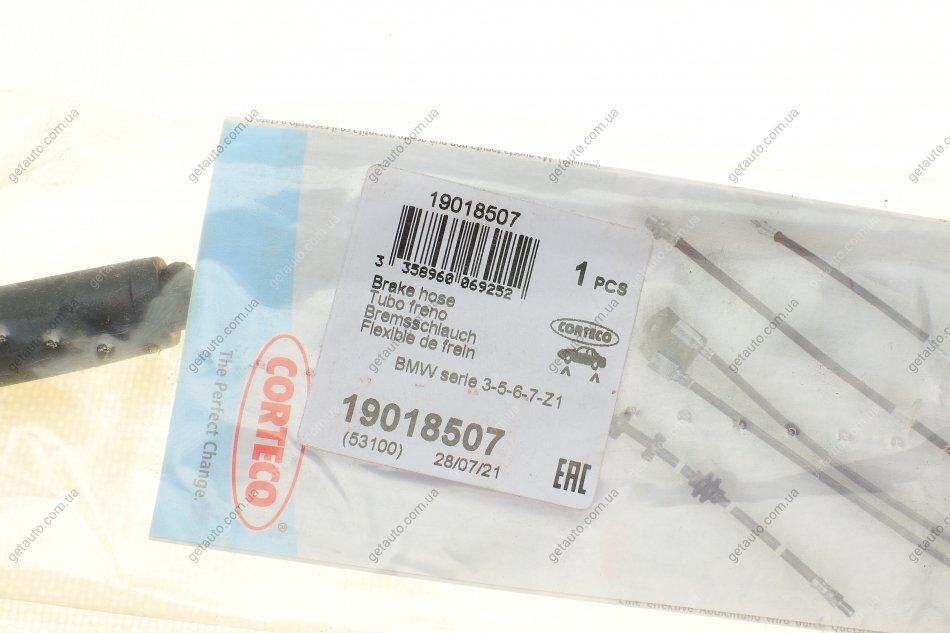 19018507
3 358960 069252
1 PCS
Brake hose
Tubo freno
Bremsschlauch
Flexible de frein
CORTECO
BMW serie 3-5-6-7-Z1
19018507
(53100)
28/07/21
EAC
CORTECO®
The Perfect Change.
getauto.com.ua